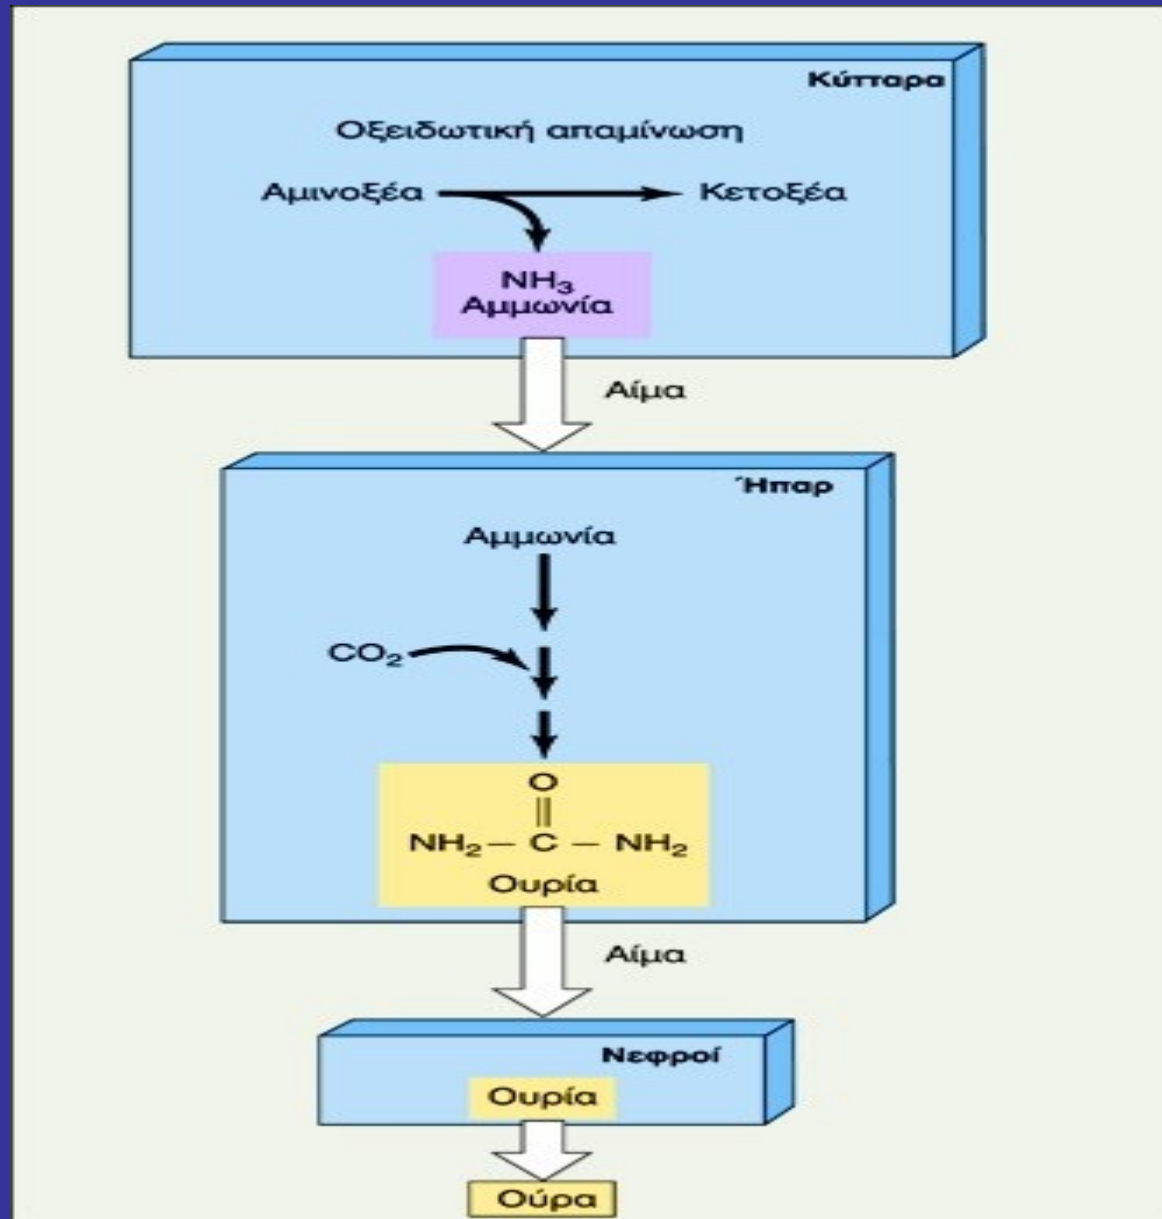 Κύτταρα
Οξειδωτική απαμίνωση
Αμινοξέα Κετοξέα
NH₃
Αμμωνία
Αίμα
Ήπαρ
Αμμωνία
CO₂
O
||
NH₂ – C – NH₂
Ουρία
Αίμα
Νεφροί
Ουρία
Ούρα